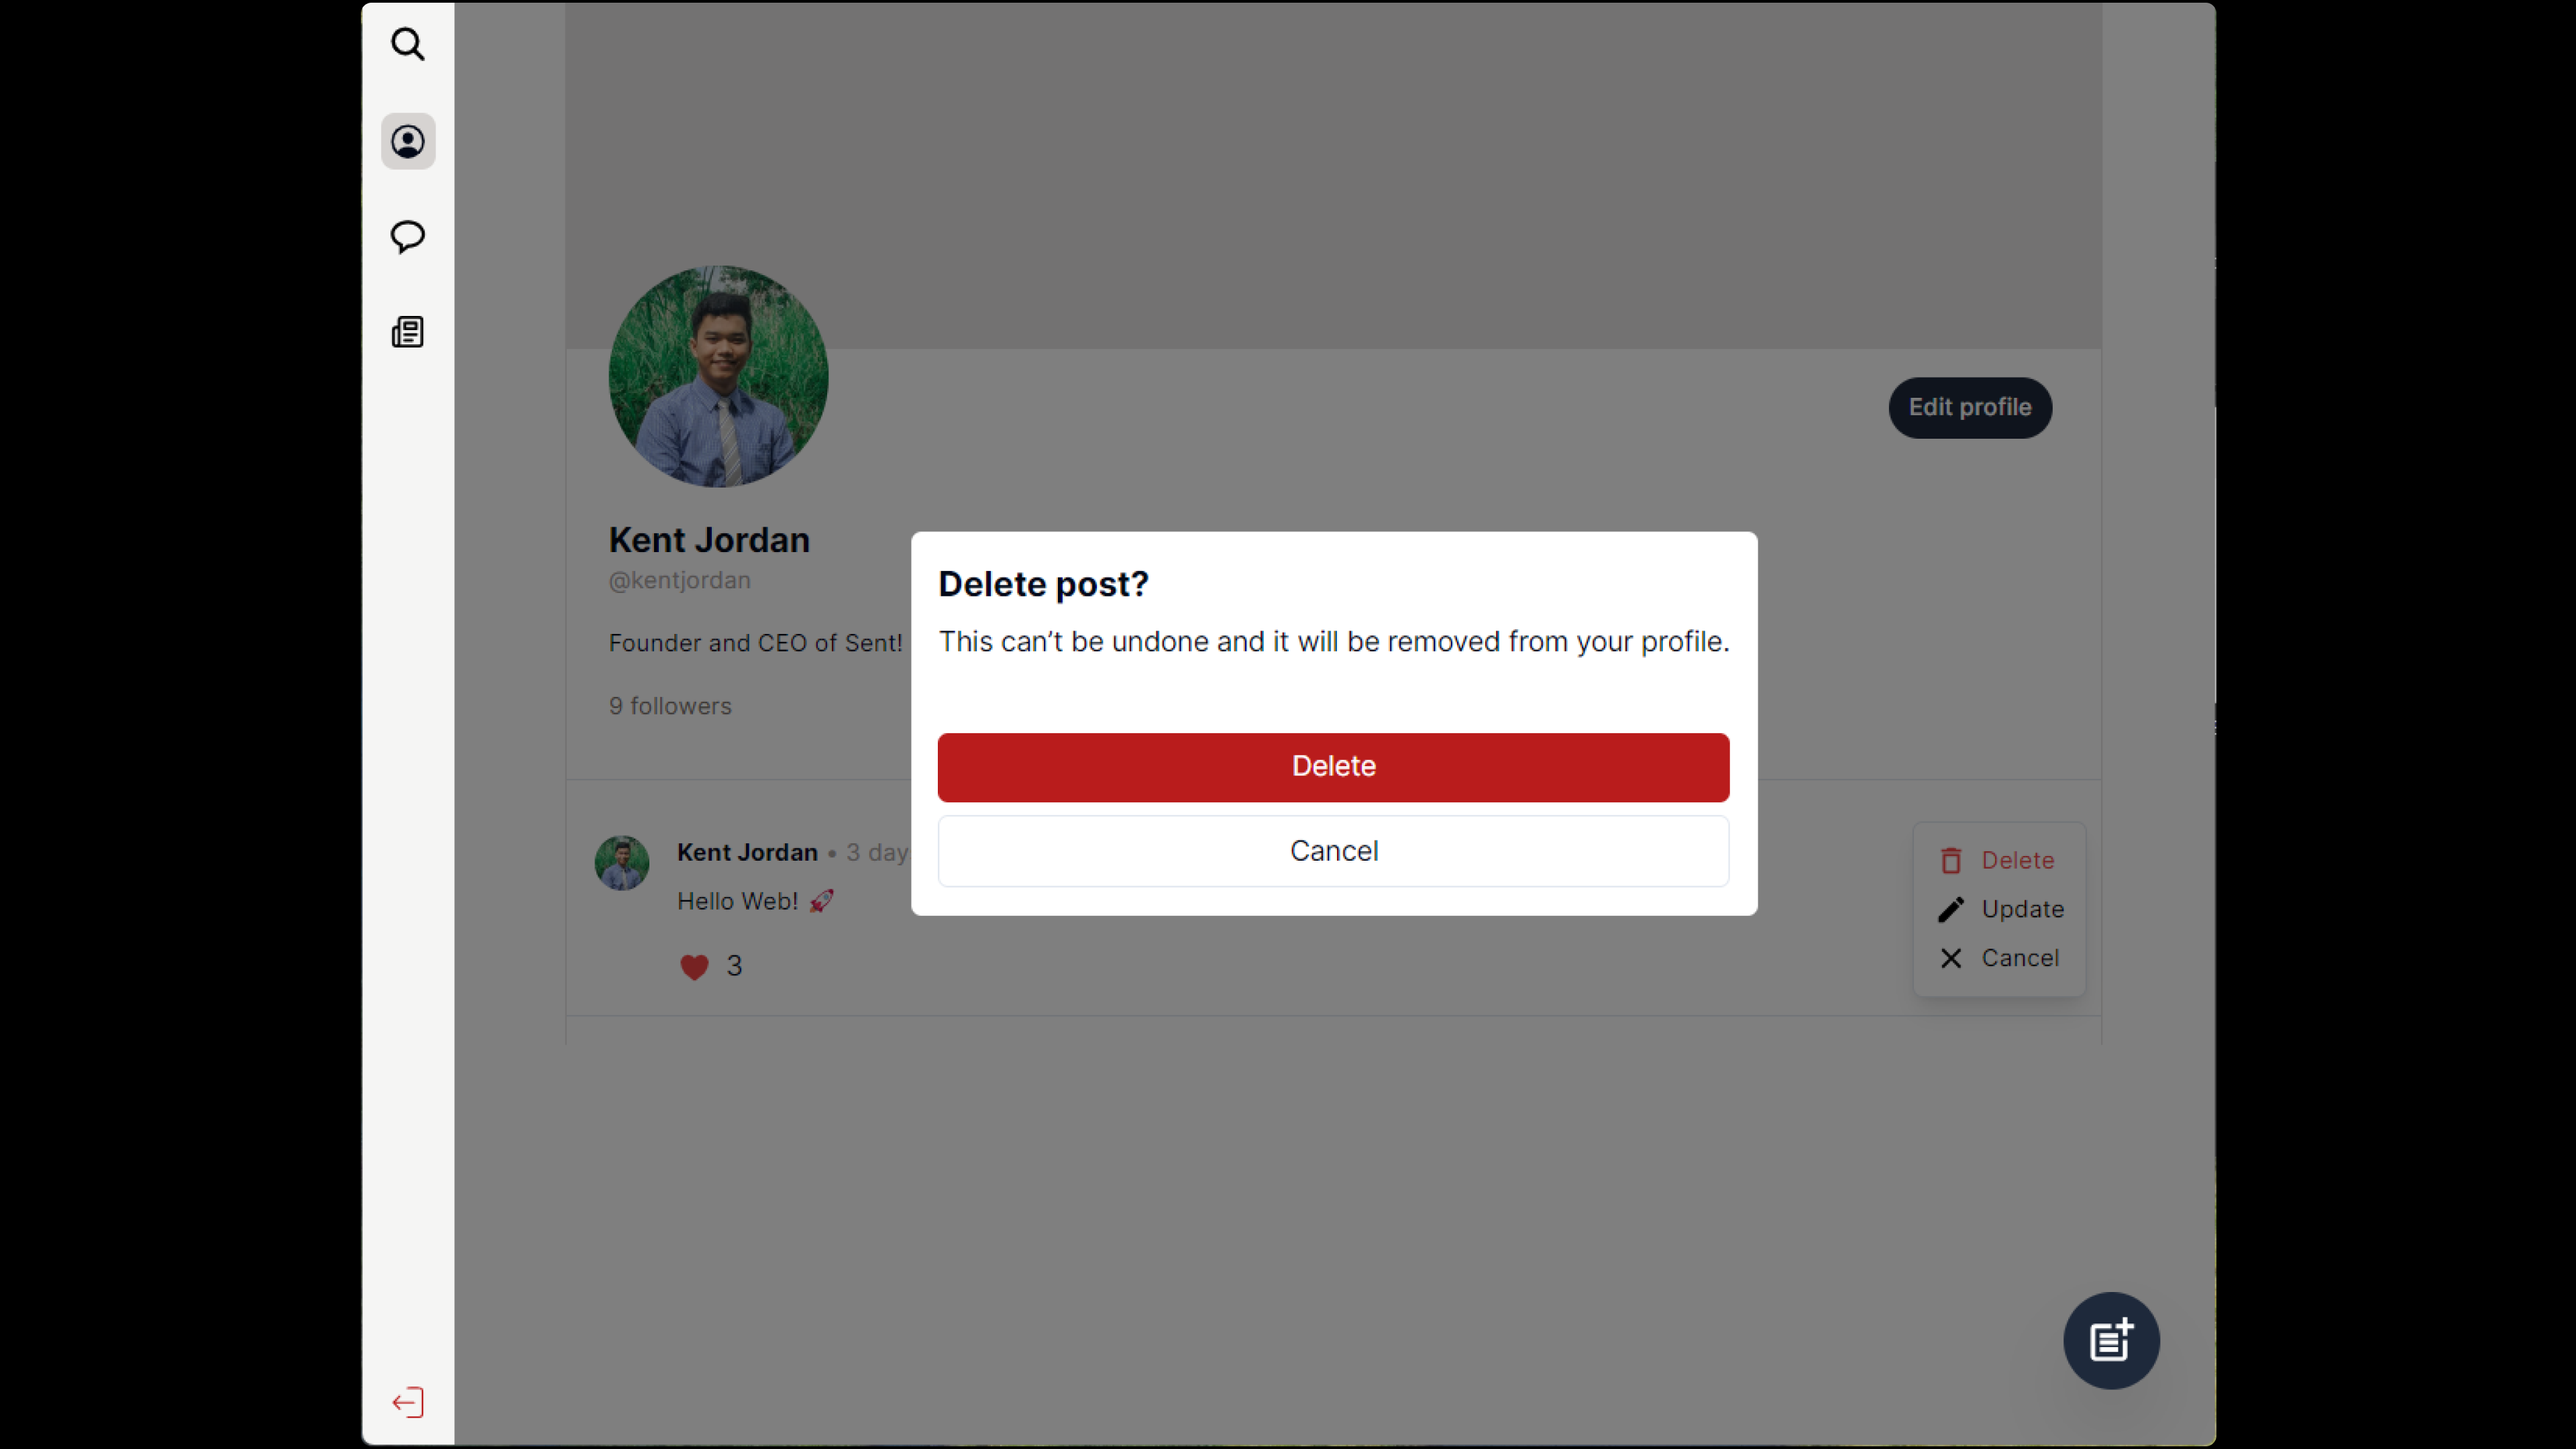 Edit profile
Kent Jordan
@kentjordan
Founder and CEO of Sent!
9 followers
Delete post?
This can’t be undone and it will be removed from your profile.
Delete
Cancel
Kent Jordan • 3 day
Hello Web! 🚀
3
Delete
Update
Cancel